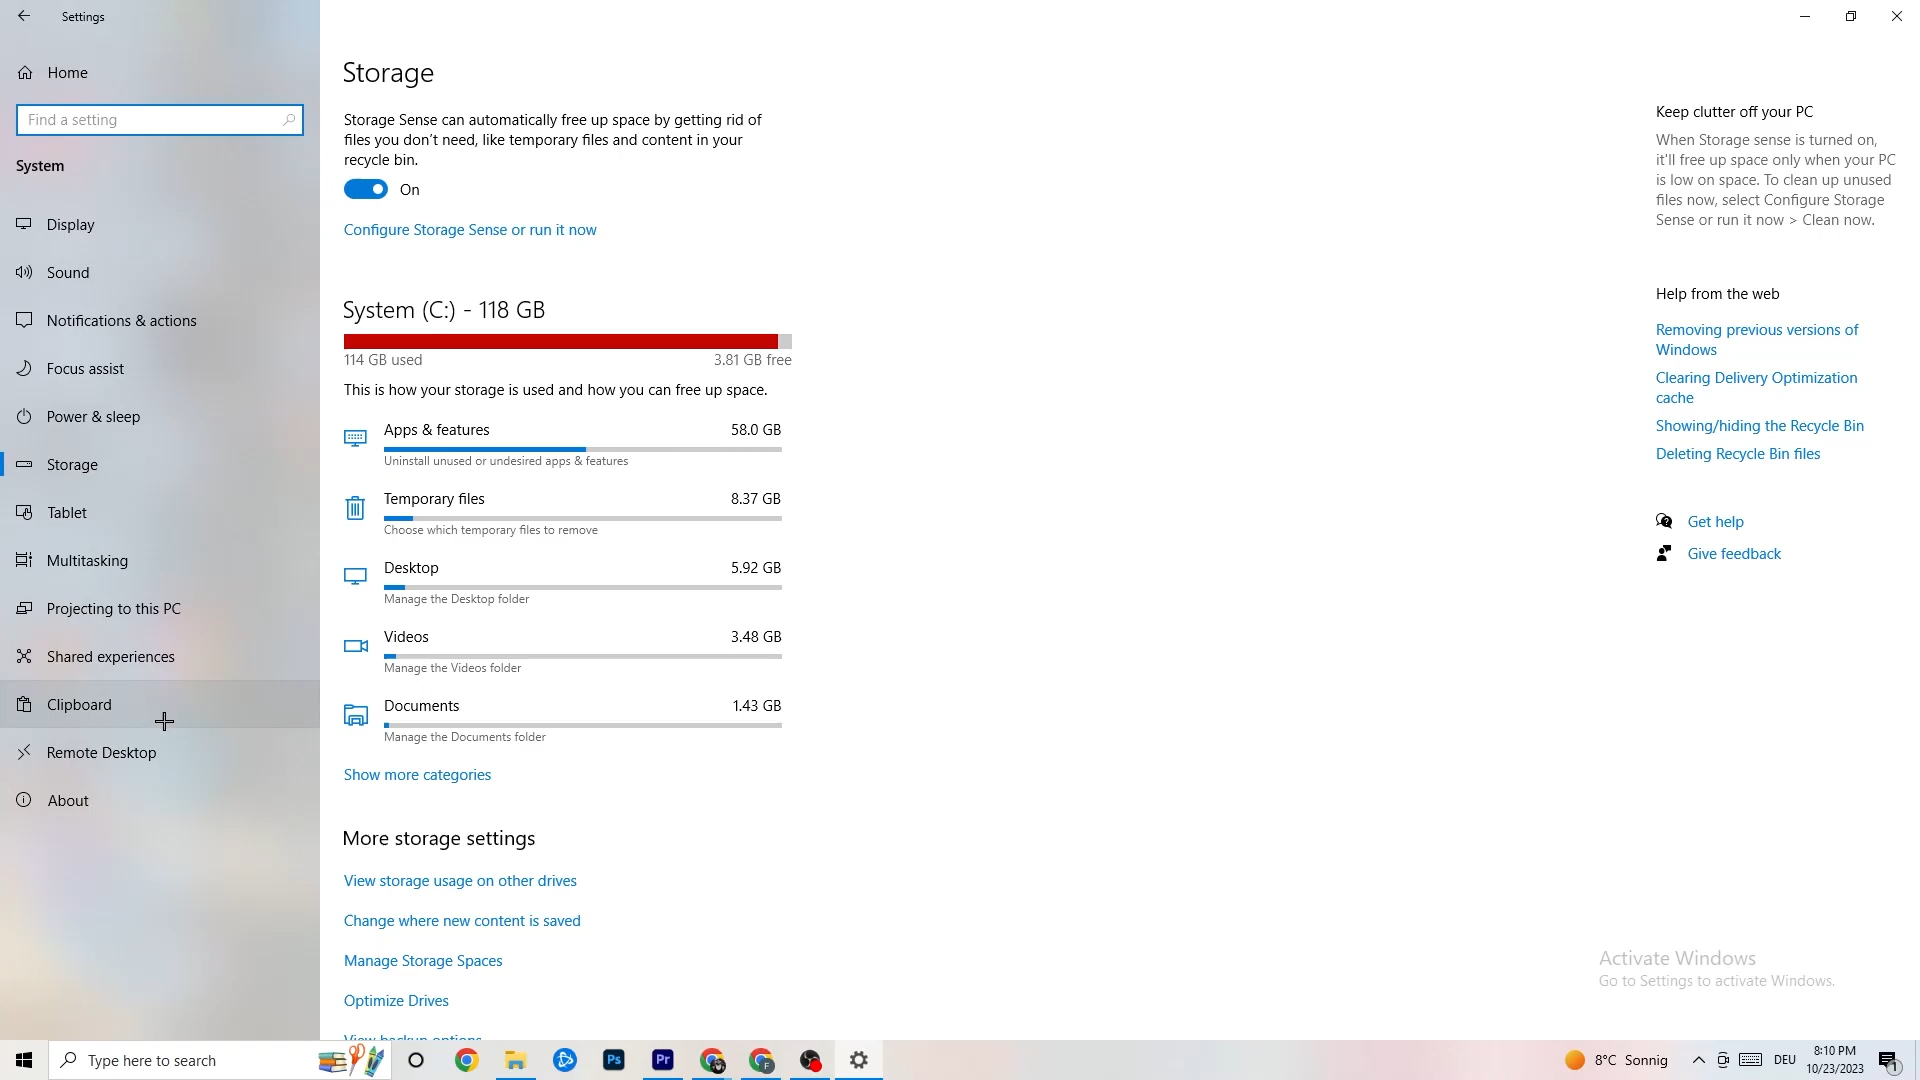 Settings
Home
Find a setting
System
Display
Sound
Notifications & actions
Focus assist
Power & sleep
Storage
Tablet
Multitasking
Projecting to this PC
Shared experiences
Clipboard
Remote Desktop
About
Storage
Storage Sense can automatically free up space by getting rid of
files you don't need, like temporary files and content in your
recycle bin.
On
Configure Storage Sense or run it now
System (C:) - 118 GB
114 GB used
3.81 GB free
This is how your storage is used and how you can free up space.
Apps & features
58.0 GB
Uninstall unused or undesired apps & features
Temporary files
8.37 GB
Choose which temporary files to remove
Desktop
5.92 GB
Manage the Desktop folder
Videos
3.48 GB
Manage the Videos folder
Documents
1.43 GB
Manage the Documents folder
Show more categories
More storage settings
View storage usage on other drives
Change where new content is saved
Manage Storage Spaces
Optimize Drives
View backup options
Keep clutter off your PC
When Storage sense is turned on,
it'll free up space only when your PC
is low on space. To clean up unused
files now, select Configure Storage
Sense or run it now > Clean now.
Help from the web
Removing previous versions of
Windows
Clearing Delivery Optimization
cache
Showing/hiding the Recycle Bin
Deleting Recycle Bin files
Get help
Give feedback
Activate Windows
Go to Settings to activate Windows.
Type here to search
Ps
Pr
F
8°C Sonnig
DEU
8:10 PM
10/23/2023
1